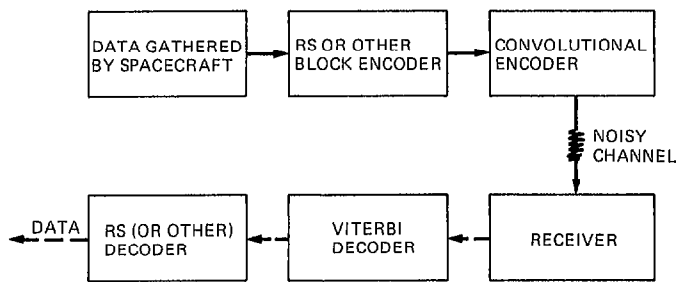 DATA GATHERED
BY SPACECRAFT
RS OR OTHER
BLOCK ENCODER
CONVOLUTIONAL
ENCODER
NOISY
CHANNEL
DATA
RS (OR OTHER)
DECODER
VITERBI
DECODER
RECEIVER